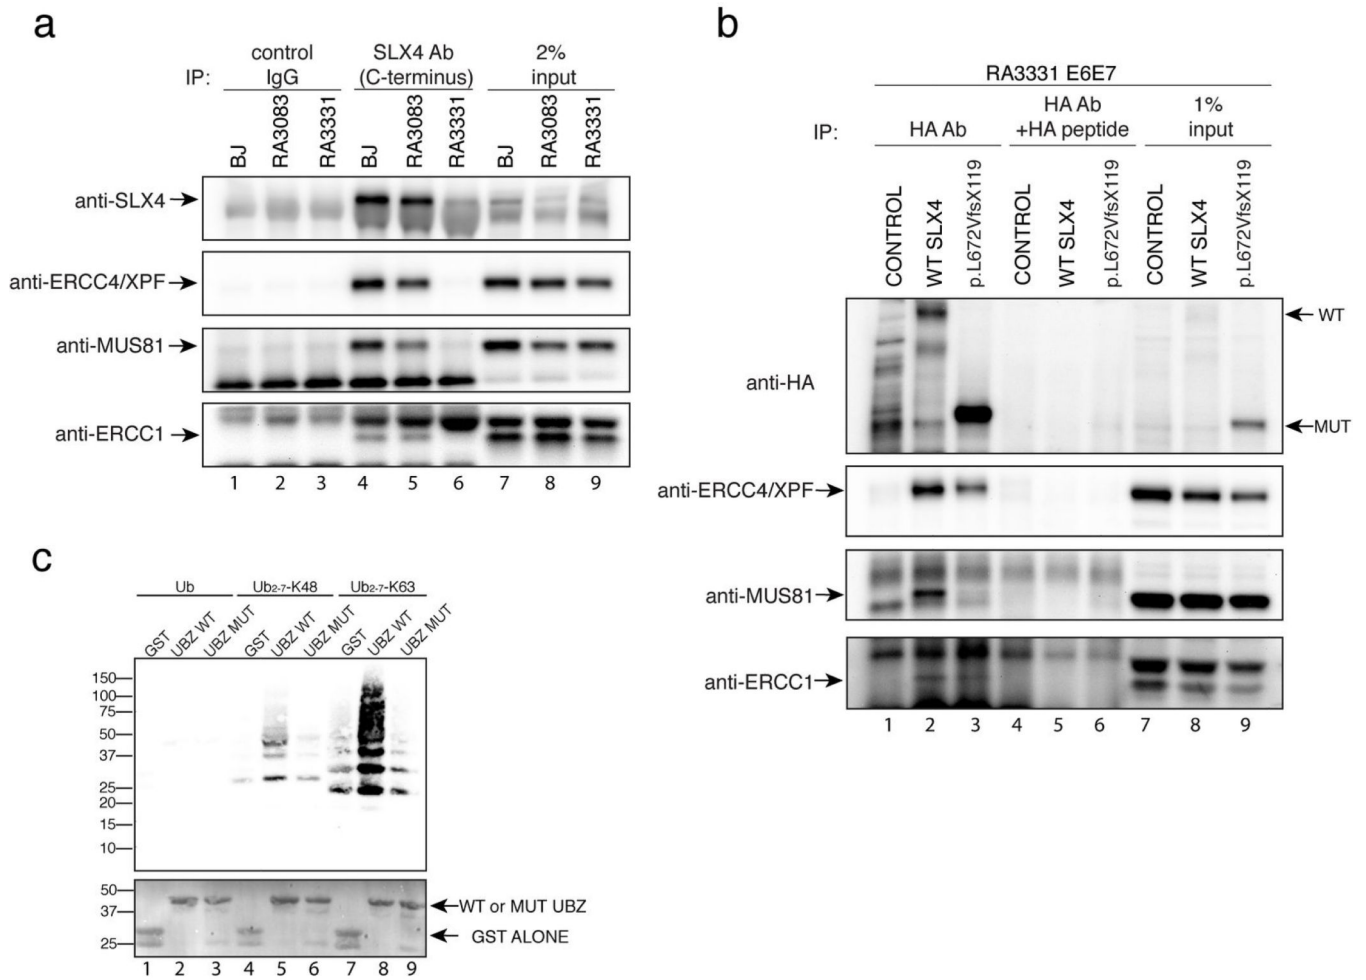 a
control
IgG
SLX4 Ab
(C-terminus)
2%
input
IP:
BJ
RA3083
RA3331
BJ
RA3083
RA3331
BJ
RA3083
RA3331
anti-SLX4
anti-ERCC4/XPF
anti-MUS81
anti-ERCC1
1 2 3 4 5 6 7 8 9
b
RA3331 E6E7
IP:
HA Ab
HA Ab
+HA peptide
1%
input
CONTROL
WT SLX4
p.L672VfsX119
CONTROL
WT SLX4
p.L672VfsX119
CONTROL
WT SLX4
p.L672VfsX119
WT
anti-HA
MUT
anti-ERCC4/XPF
anti-MUS81
anti-ERCC1
1 2 3 4 5 6 7 8 9
c
Ub
Ub2-7-K48
Ub2-7-K63
GST
UBZ WT
UBZ MUT
GST
UBZ WT
UBZ MUT
GST
UBZ WT
UBZ MUT
150
100
75
50
37
25
20
15
10
50
37
25
WT or MUT UBZ
GST ALONE
1 2 3 4 5 6 7 8 9